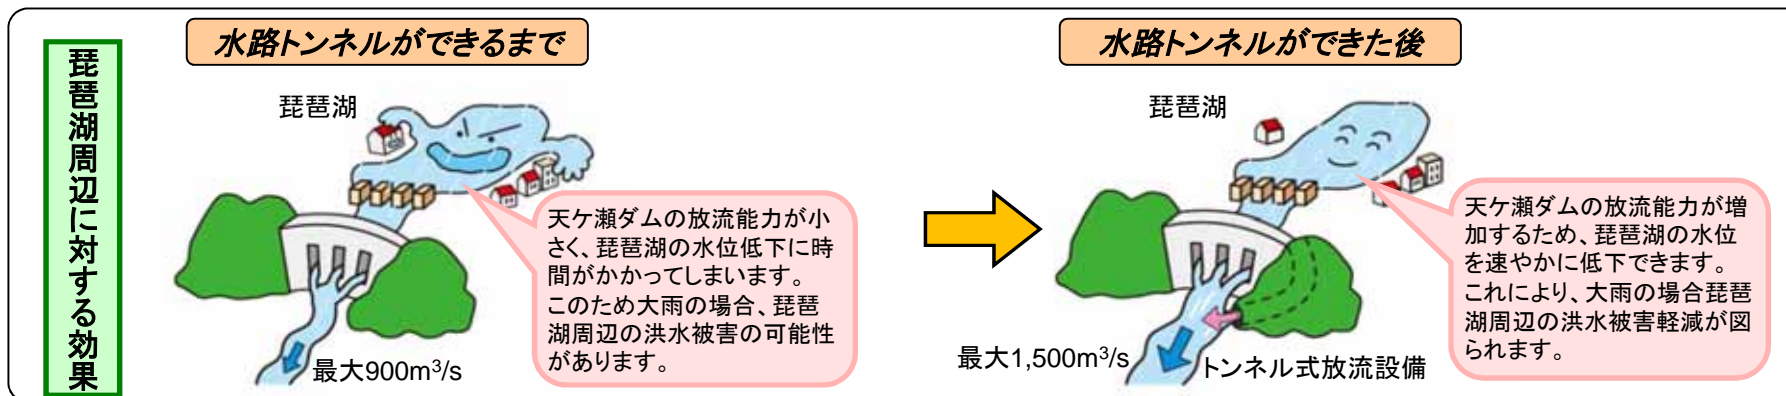 琵琶湖周辺に対する効果
水路トンネルができるまで
琵琶湖
天ケ瀬ダムの放流能力が小
さく、琵琶湖の水位低下に時
間がかかってしまいます。
このため大雨の場合、琵琶
湖周辺の洪水被害の可能性
があります。
最大900m³/s
水路トンネルができた後
琵琶湖
天ケ瀬ダムの放流能力が増
加するため、琵琶湖の水位
を速やかに低下できます。
これにより、大雨の場合琵琶
湖周辺の洪水被害軽減が図
られます。
最大1,500m³/s
トンネル式放流設備